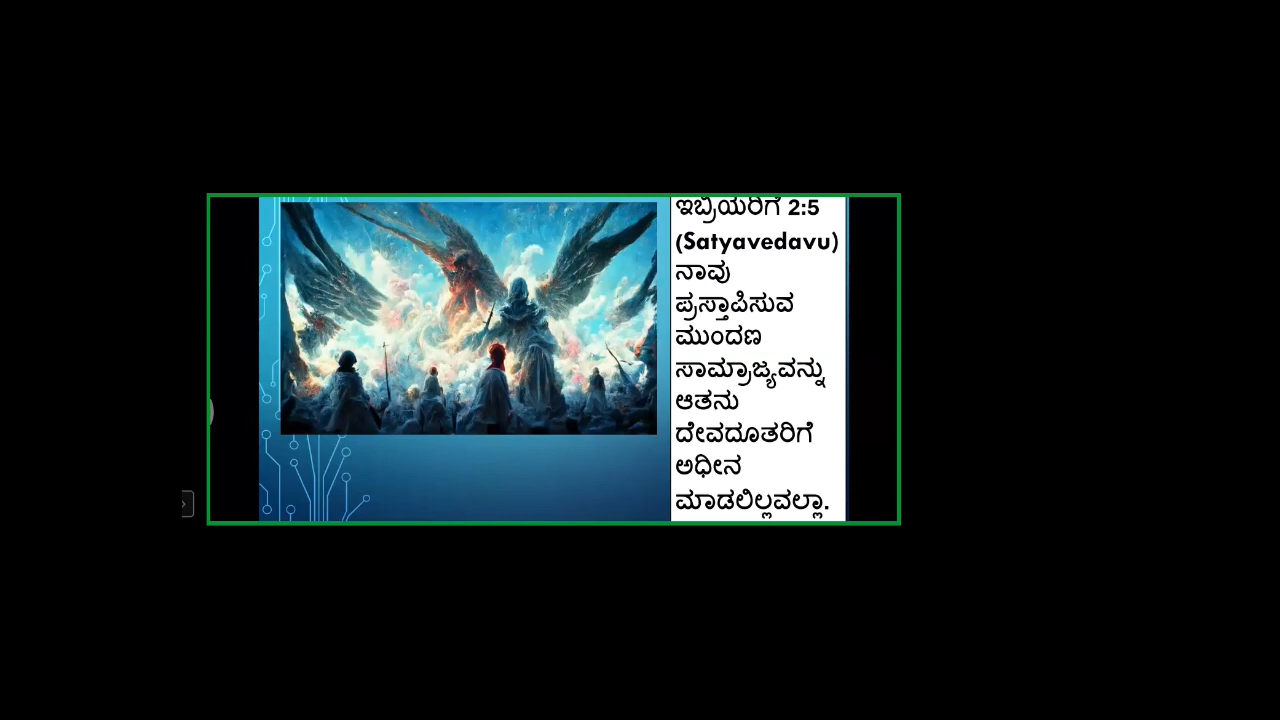 ಇಬ್ರಿಯರಿಗೆ 2:5
(Satyavedavu)
ನಾವು
ಪ್ರಸ್ತಾಪಿಸುವ
ಮುಂದಣ
ಸಾಮ್ರಾಜ್ಯವನ್ನು
ಆತನು
ದೇವದೂತರಿಗೆ
ಅಧೀನ
ಮಾಡಲಿಲ್ಲವಲ್ಲಾ.